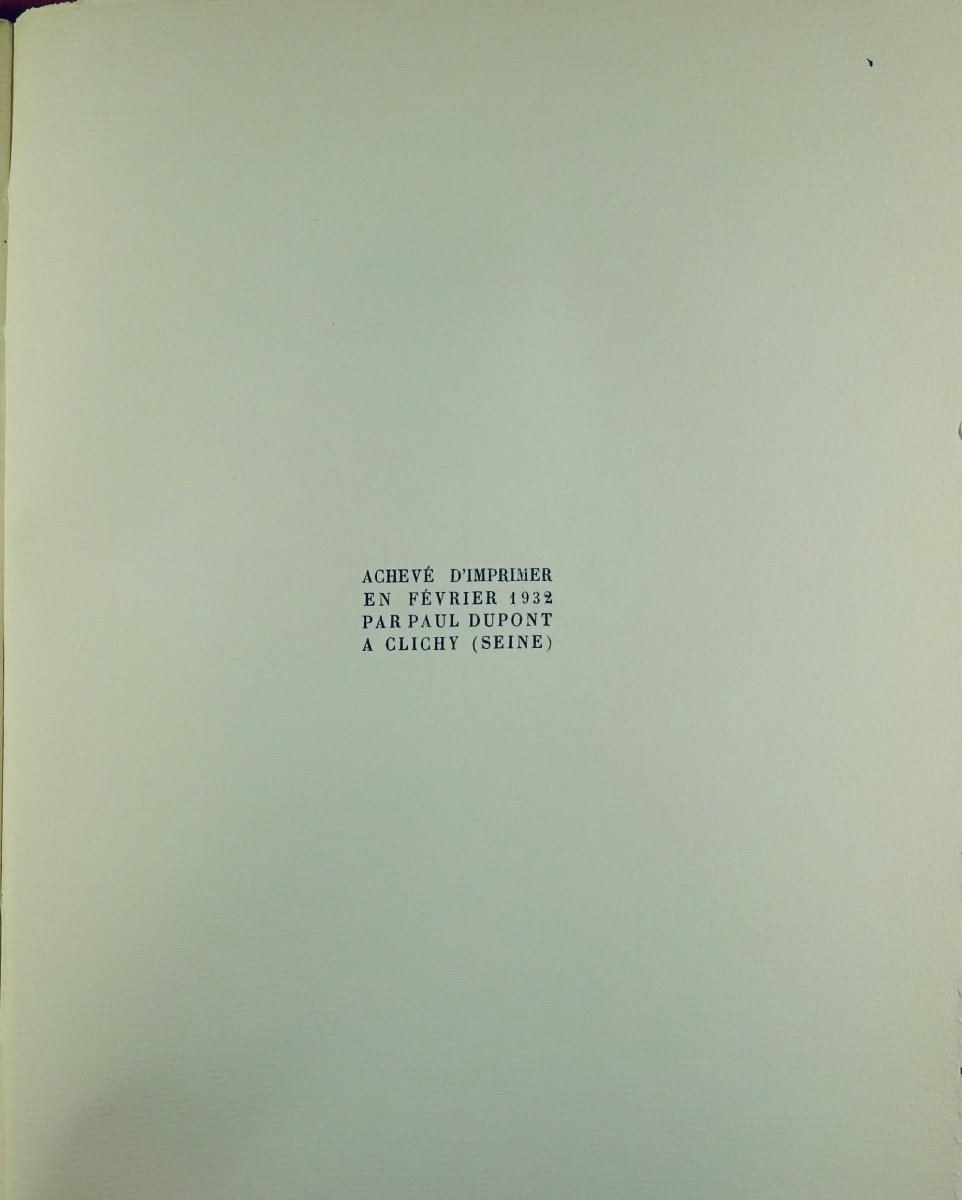 ACHEVÉ D'IMPRIMER
EN FÉVRIER 1932
PAR PAUL DUPONT
A CLICHY (SEINE)